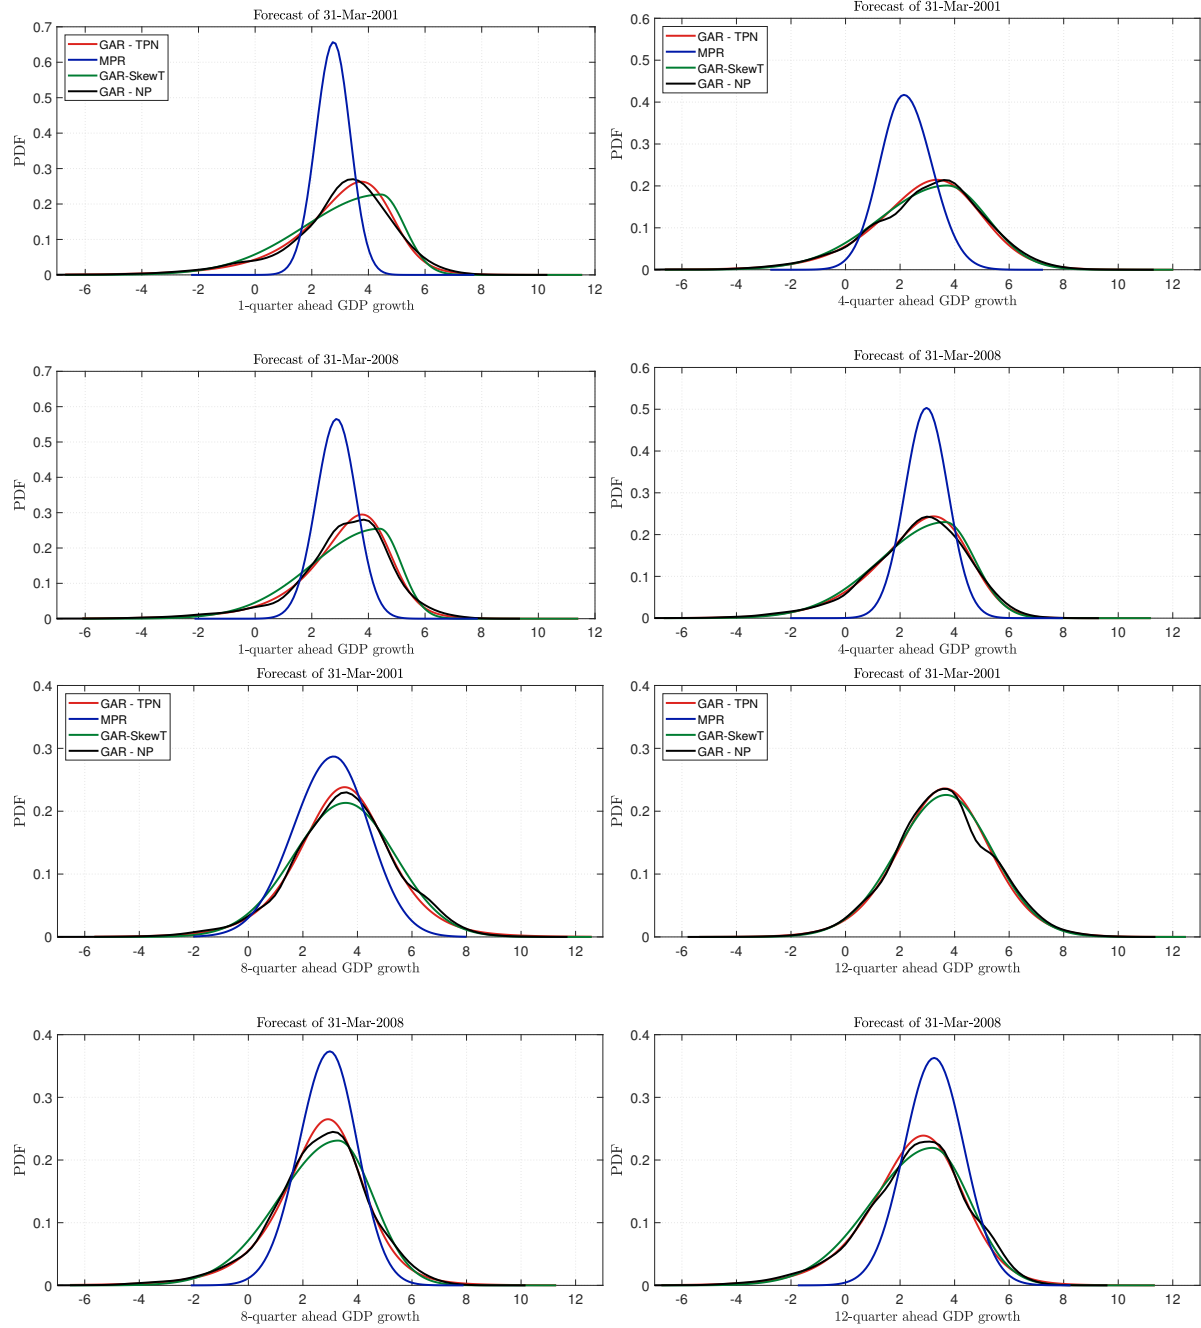 Forecast of 31-Mar-2001
0.7
0.6
0.5
0.4
0.3
0.2
0.1
0
PDF
GAR - TPN
MPR
GAR-SkewT
GAR - NP
-6 -4 -2 0 2 4 6 8 10 12
1-quarter ahead GDP growth
Forecast of 31-Mar-2001
0.6
0.5
0.4
0.3
0.2
0.1
0
PDF
GAR - TPN
MPR
GAR-SkewT
GAR - NP
-6 -4 -2 0 2 4 6 8 10 12
4-quarter ahead GDP growth
Forecast of 31-Mar-2008
0.7
0.6
0.5
0.4
0.3
0.2
0.1
0
PDF
-6 -4 -2 0 2 4 6 8 10 12
1-quarter ahead GDP growth
Forecast of 31-Mar-2008
0.6
0.5
0.4
0.3
0.2
0.1
0
PDF
-6 -4 -2 0 2 4 6 8 10 12
4-quarter ahead GDP growth
Forecast of 31-Mar-2001
0.4
0.3
0.2
0.1
0
PDF
GAR - TPN
MPR
GAR-SkewT
GAR - NP
-6 -4 -2 0 2 4 6 8 10 12
8-quarter ahead GDP growth
Forecast of 31-Mar-2001
0.4
0.3
0.2
0.1
0
PDF
GAR - TPN
MPR
GAR-SkewT
GAR - NP
-6 -4 -2 0 2 4 6 8 10 12
12-quarter ahead GDP growth
Forecast of 31-Mar-2008
0.4
0.3
0.2
0.1
0
PDF
-6 -4 -2 0 2 4 6 8 10 12
8-quarter ahead GDP growth
Forecast of 31-Mar-2008
0.4
0.3
0.2
0.1
0
PDF
-6 -4 -2 0 2 4 6 8 10 12
12-quarter ahead GDP growth